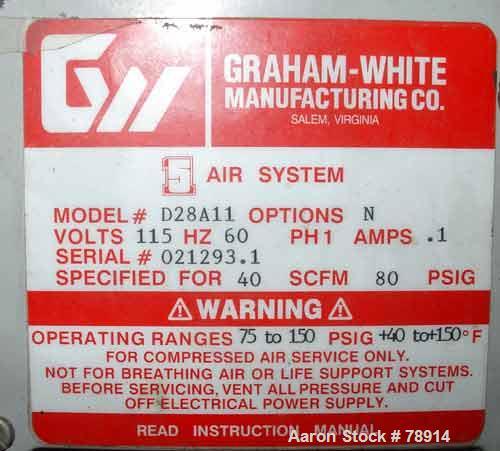 GW
GRAHAM-WHITE
MANUFACTURING CO.
SALEM, VIRGINIA
AIR SYSTEM
MODEL # D28A11 OPTIONS N
VOLTS 115 HZ 60 PH 1 AMPS .1
SERIAL # 021293.1
SPECIFIED FOR 40 SCFM 80 PSIG
⚠ WARNING ⚠
OPERATING RANGES 75 to 150 PSIG +40 to+150°F
FOR COMPRESSED AIR SERVICE ONLY.
NOT FOR BREATHING AIR OR LIFE SUPPORT SYSTEMS.
BEFORE SERVICING, VENT ALL PRESSURE AND CUT
OFF ELECTRICAL POWER SUPPLY.
READ INSTRUCTION MANUAL
Aaron Stock # 78914